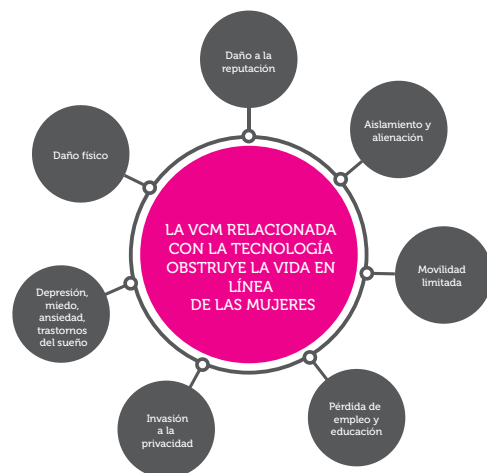 Daño a la
reputación
Aislamiento y
alienación
Movilidad
limitada
Pérdida de
empleo y
educación
Invasión
a la
privacidad
Depresión,
miedo,
ansiedad,
trastornos
del sueño
Daño físico
LA VCM RELACIONADA
CON LA TECNOLOGÍA
OBSTRUYE LA VIDA EN
LÍNEA
DE LAS MUJERES